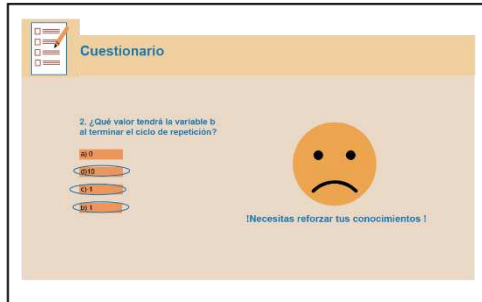 Cuestionario
2. ¿Qué valor tendrá la variable b
al terminar el ciclo de repetición?
a) 0
d)10
c)-1
b) 1
!Necesitas reforzar tus conocimientos !